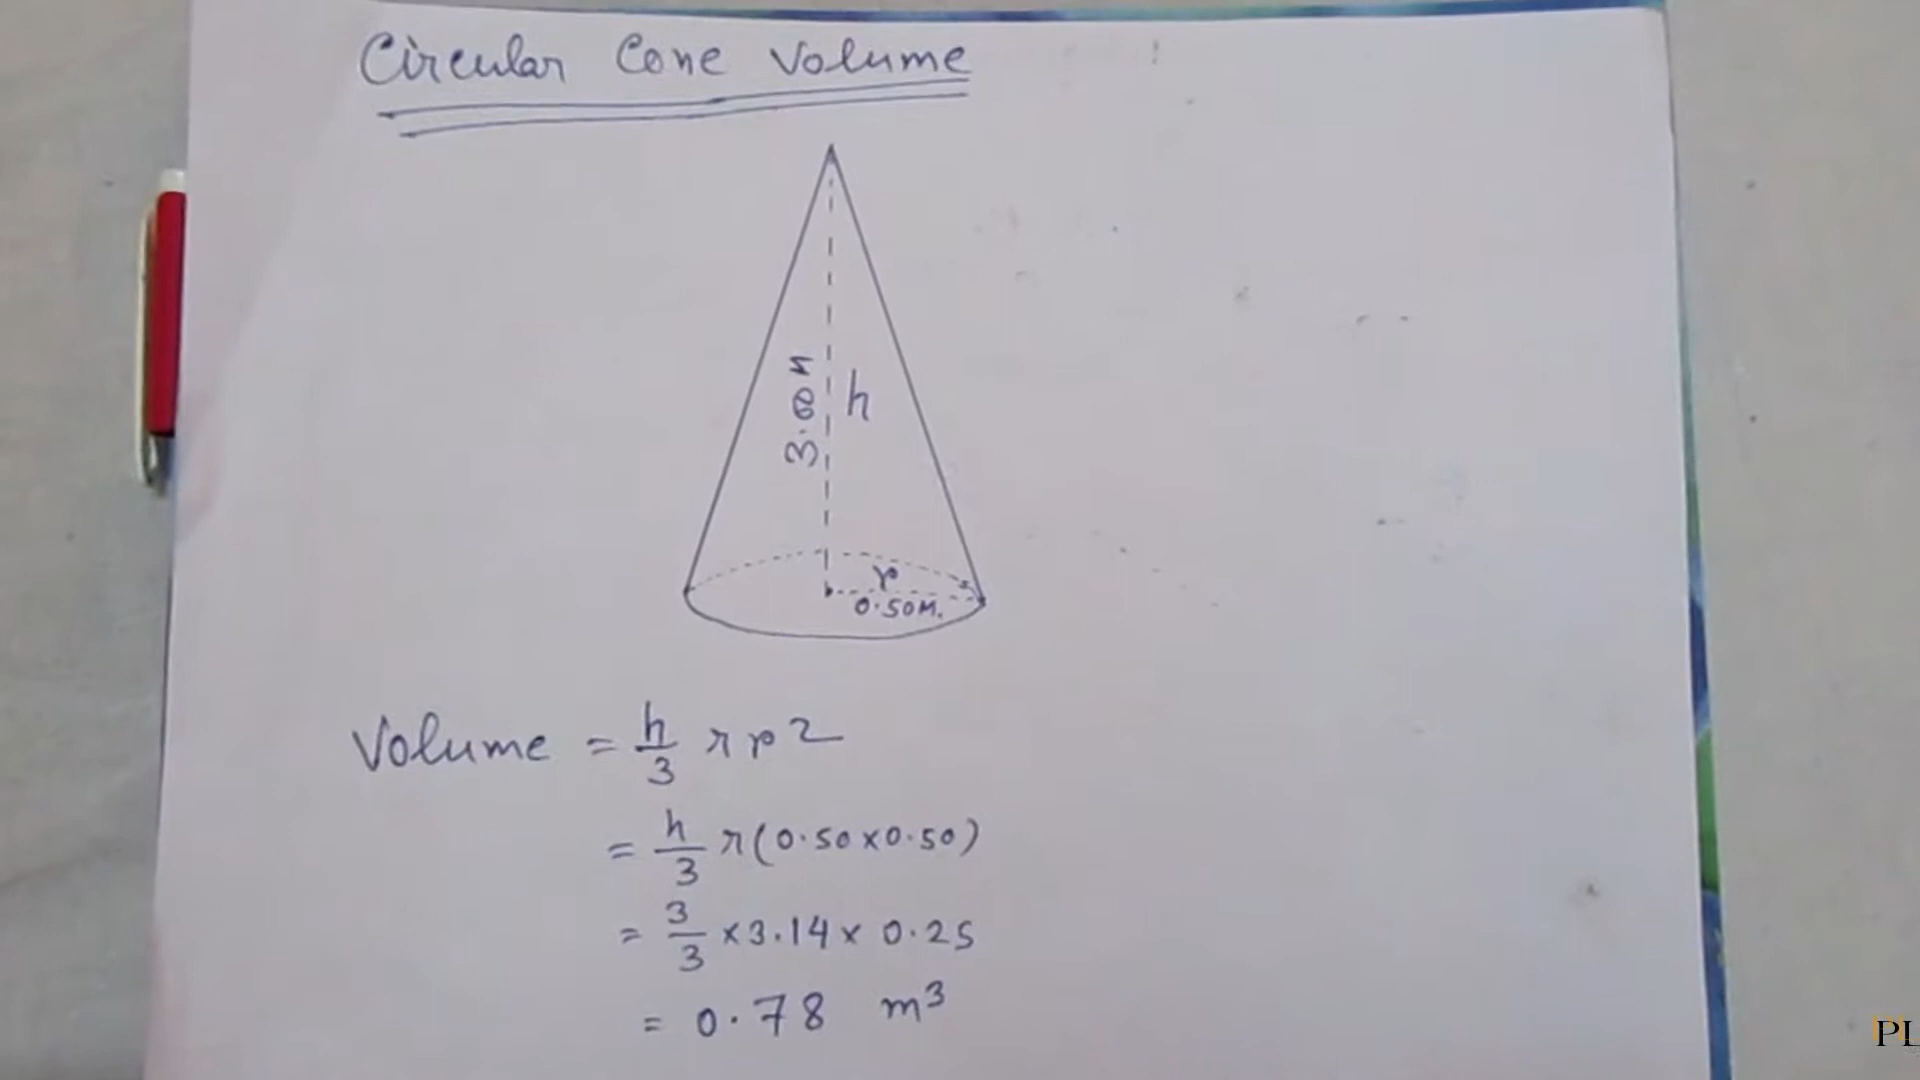 Circular Cone Volume
3.00M
h
r
0.50M.
Volume = h/3 π r 2
= h/3 π (0.50 x 0.50)
= 3/3 x 3.14 x 0.25
= 0.78 m³
PL